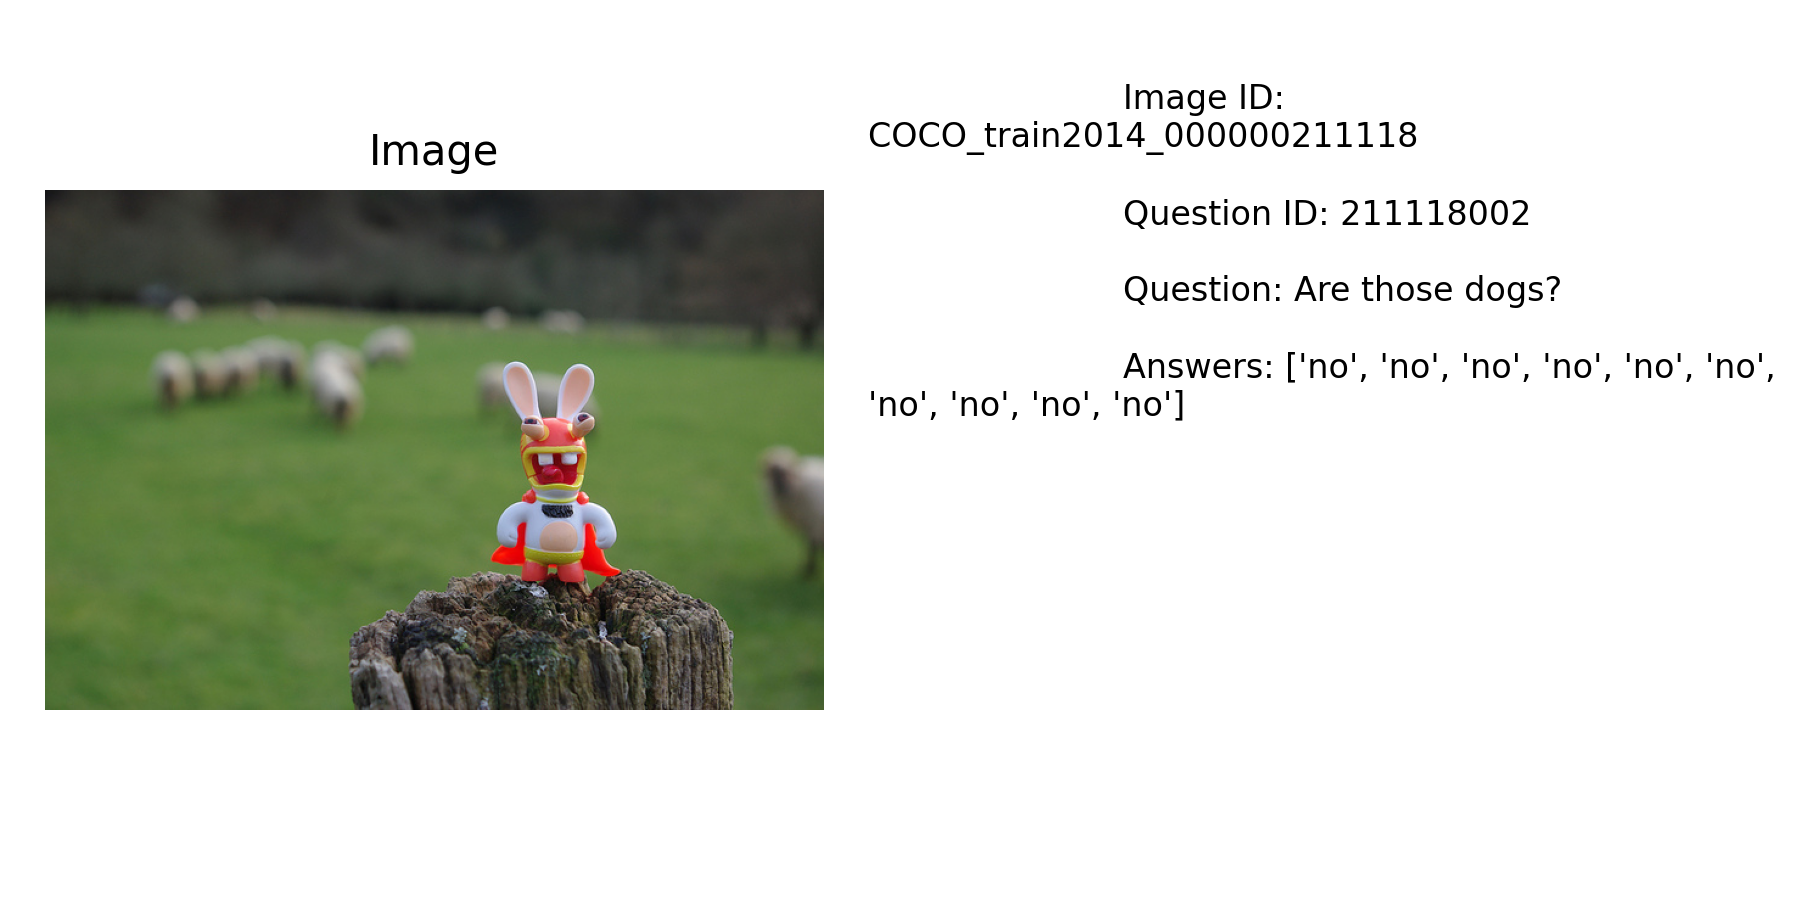 Image
Image ID:
COCO_train2014_000000211118
Question ID: 211118002
Question: Are those dogs?
Answers: ['no', 'no', 'no', 'no', 'no', 'no',
'no', 'no', 'no', 'no']